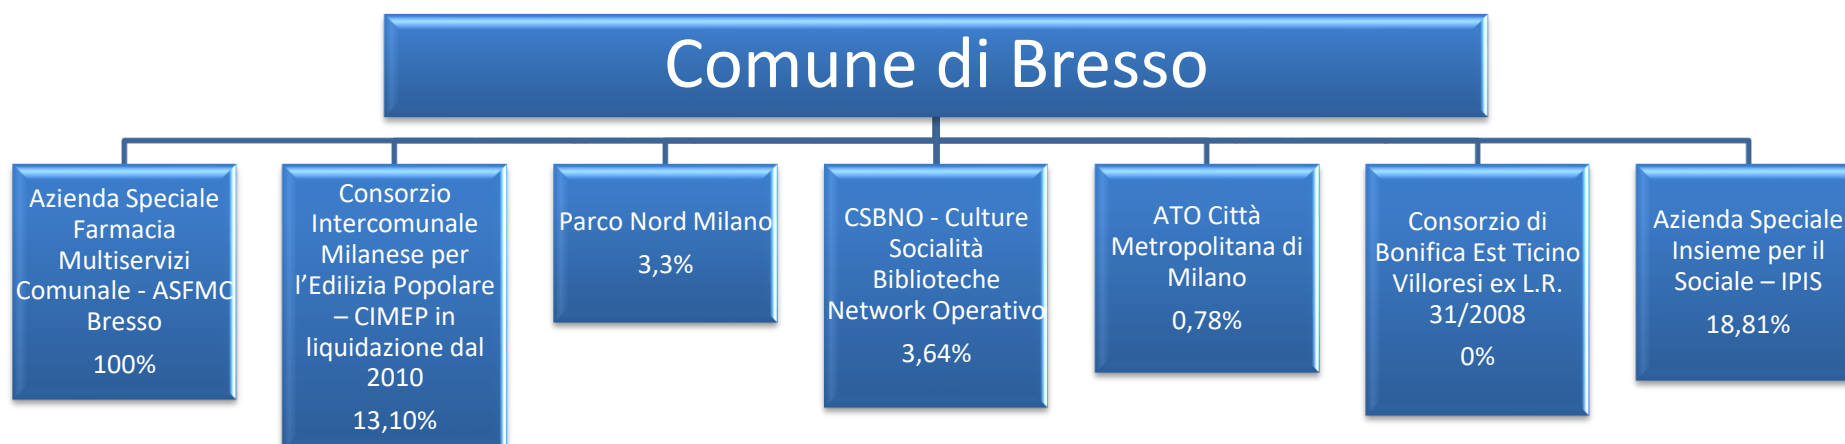 Comune di Bresso
Azienda Speciale
Farmacia
Multiservizi
Comunale - ASFMC
Bresso
100%
Consorzio
Intercomunale
Milanese per
l’Edilizia Popolare
– CIMEP in
liquidazione dal
2010
13,10%
Parco Nord Milano
3,3%
CSBNO - Culture
Socialità
Biblioteche
Network Operativo
3,64%
ATO Città
Metropolitana di
Milano
0,78%
Consorzio di
Bonifica Est Ticino
Villoresi ex L.R.
31/2008
0%
Azienda Speciale
Insieme per il
Sociale – IPIS
18,81%